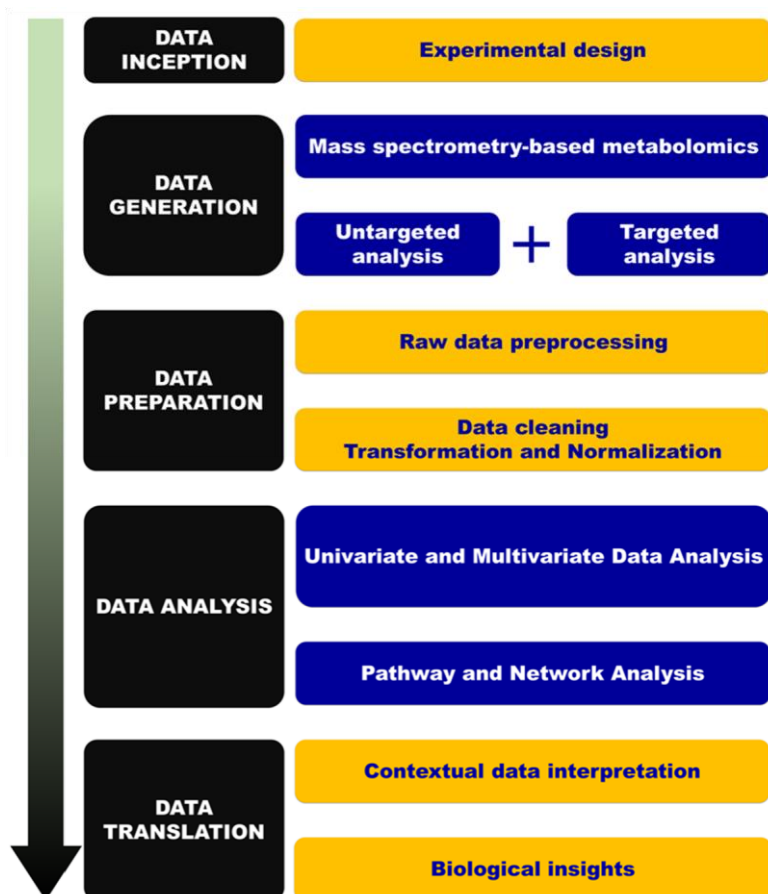 DATA
INCEPTION
Experimental design
DATA
GENERATION
Mass spectrometry-based metabolomics
Untargeted
analysis
+
Targeted
analysis
DATA
PREPARATION
Raw data preprocessing
Data cleaning
Transformation and Normalization
DATA ANALYSIS
Univariate and Multivariate Data Analysis
Pathway and Network Analysis
DATA
TRANSLATION
Contextual data interpretation
Biological insights